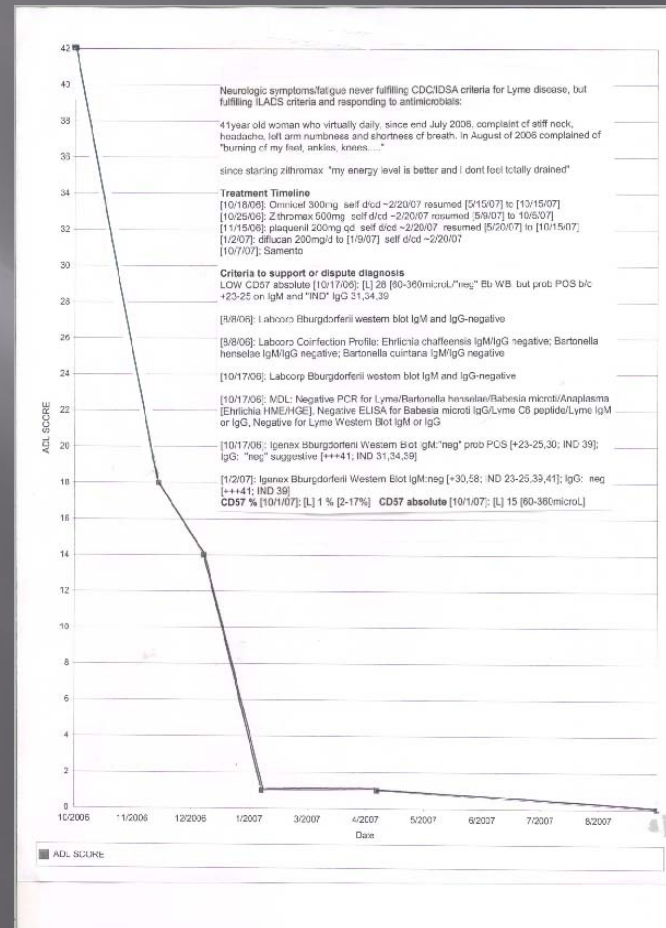 42
40
38
36
34
32
30
28
26
24
22
20
18
16
14
12
10
8
6
4
2
0
ADL SCORE
Neurologic symptoms/fatigue never fulfilling CDC/IDSA criteria for Lyme disease, but
fulfilling ILADS criteria and responding to antimicrobials:
41year old woman who virtually daily, since end July 2006, complaint of stiff neck,
headache, left arm numbness and shortness of breath. In August of 2006 complained of
"burning of my feet, ankles, knees....."
since starting zithromax "my energy level is better and I dont feel totally drained"
Treatment Timeline
[10/18/06]: Omnicef 300mg self d/cd ~2/20/07 resumed [5/15/07] to [10/15/07]
[10/25/06]: Zithromax 500mg self d/cd ~2/20/07 resumed [5/9/07] to 10/5/07]
[11/15/06]: plaquenil 200mg qd self d/cd ~2/20/07 resumed [5/20/07] to [10/15/07]
[1/2/07]: diflucan 200mg/d to [1/9/07] self d/cd ~2/20/07
[10/7/07]: Samento
Criteria to support or dispute diagnosis
LOW CD57 absolute [10/17/06]: [L] 28 [60-360microL/"neg" Bb WB, but prob POS b/c
+23-25 on IgM and "IND" IgG 31,34,39
[8/8/06]: Labcorp Bburgdorferii western blot IgM and IgG-negative
[8/8/06]: Labcorp Coinfection Profile: Ehrlichia chaffeensis IgM/IgG negative; Bartonella
henselae IgM/IgG negative; Bartonella quintana IgM/IgG negative
[10/17/06]: Labcorp Bburgdorferii western blot IgM and IgG-negative
[10/17/06]: MDL: Negative PCR for Lyme/Bartonella henselae/Babesia microti/Anaplasma
[Ehrlichia HME/HGE]. Negative ELISA for Babesia microti IgG/Lyme C6 peptide/Lyme IgM
or IgG, Negative for Lyme Western Blot IgM or IgG
[10/17/06]: Igenex Bburgdorferii Western Blot IgM:"neg" prob POS [+23-25,30; IND 39];
IgG: "neg" suggestive [+++41; IND 31,34,39]
[1/2/07]: Igenex Bburgdorferii Western Blot IgM:neg [+30,58; IND 23-25,39,41]; IgG: neg
[+++41; IND 39]
CD57 % [10/1/07]: [L] 1 % [2-17%] CD57 absolute [10/1/07]: [L] 15 [60-360microL]
10/2006 11/2006 12/2006 1/2007 3/2007 4/2007 5/2007 6/2007 7/2007 8/2007
Date
ADL SCORE